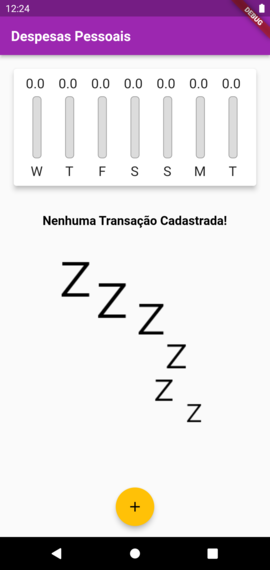 12:24
DEBUG
Despesas Pessoais
0.0 0.0 0.0 0.0 0.0 0.0 0.0
W T F S S M T
Nenhuma Transação Cadastrada!
Z
Z
Z
Z
Z
Z
+